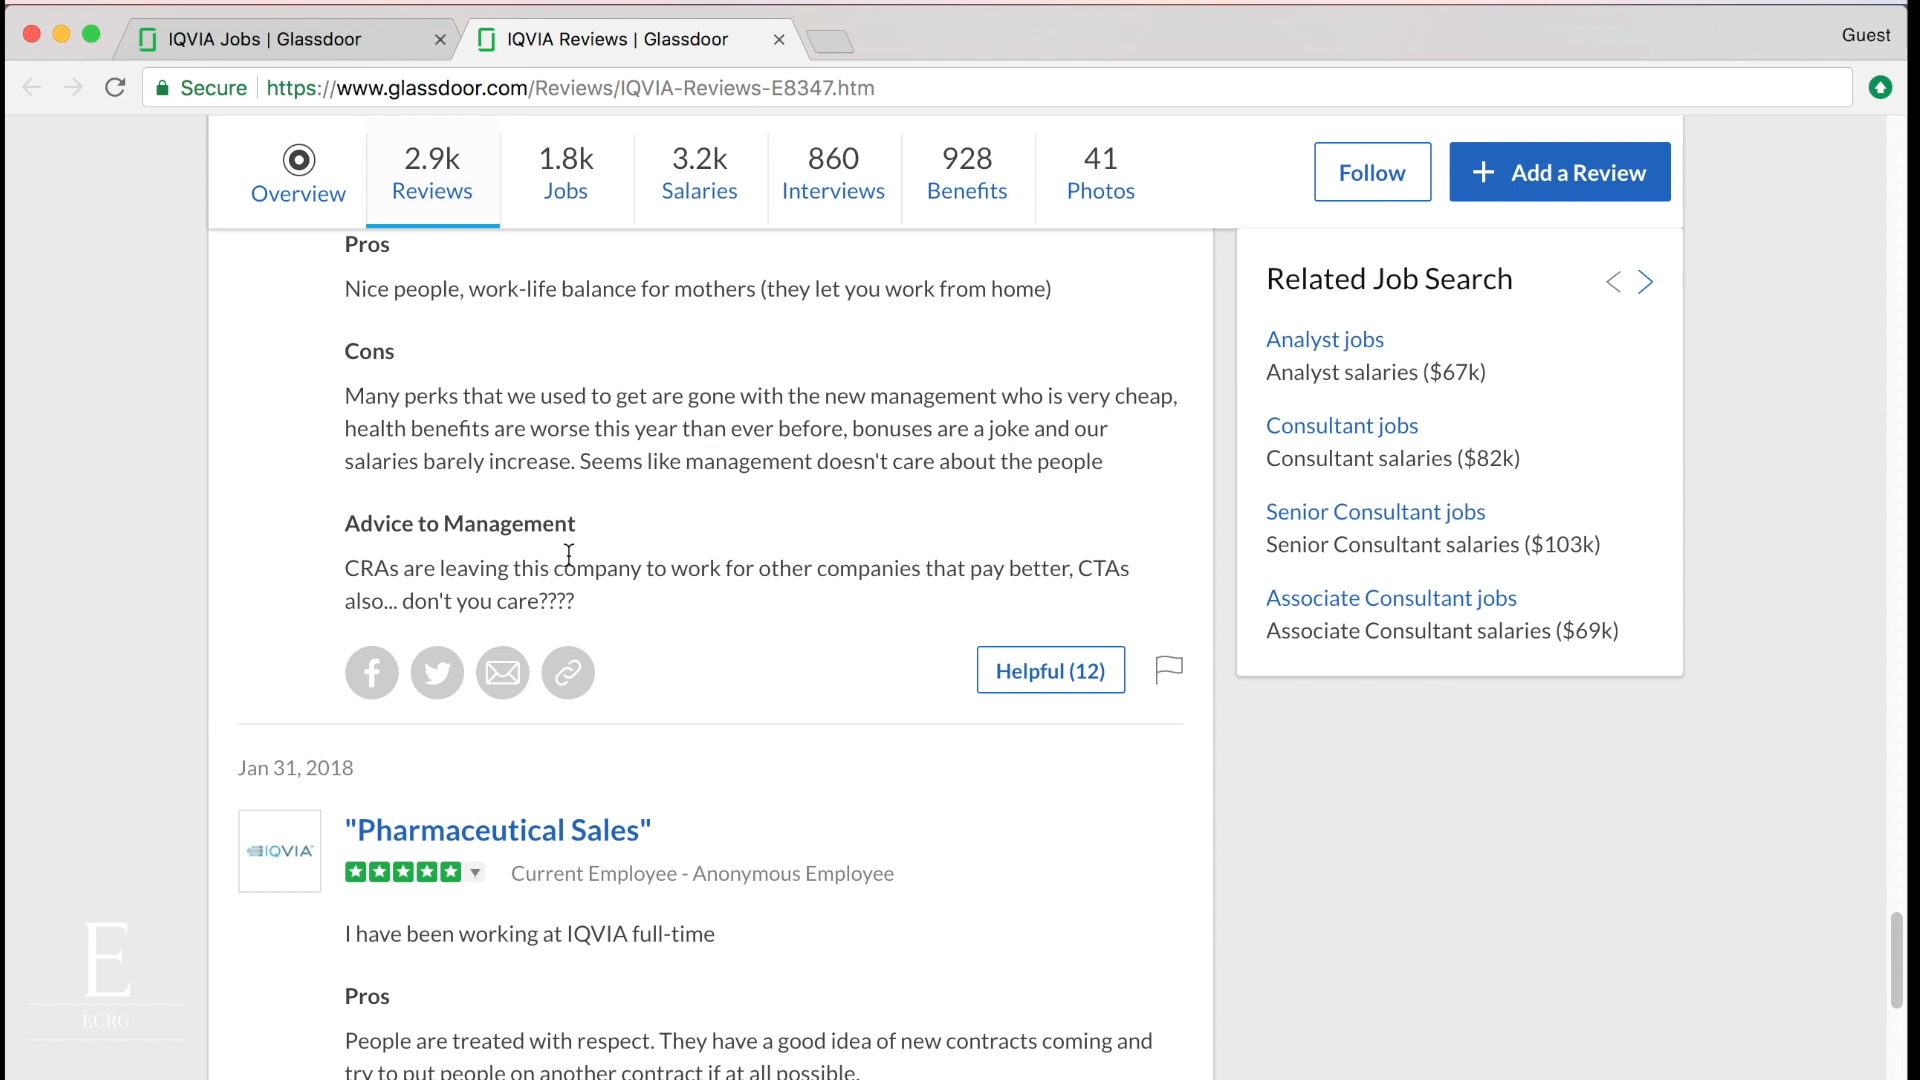 IQVIA Jobs | Glassdoor
IQVIA Reviews | Glassdoor
Guest
Secure
https://www.glassdoor.com/Reviews/IQVIA-Reviews-E8347.htm
Overview
2.9k
Reviews
1.8k
Jobs
3.2k
Salaries
860
Interviews
928
Benefits
41
Photos
Follow
+ Add a Review
Pros
Nice people, work-life balance for mothers (they let you work from home)
Cons
Many perks that we used to get are gone with the new management who is very cheap,
health benefits are worse this year than ever before, bonuses are a joke and our
salaries barely increase. Seems like management doesn't care about the people
Advice to Management
CRAs are leaving this company to work for other companies that pay better, CTAs
also... don't you care????
Helpful (12)
Jan 31, 2018
IQVIA
"Pharmaceutical Sales"
Current Employee - Anonymous Employee
I have been working at IQVIA full-time
Pros
People are treated with respect. They have a good idea of new contracts coming and
try to put people on another contract if at all possible.
Related Job Search
Analyst jobs
Analyst salaries ($67k)
Consultant jobs
Consultant salaries ($82k)
Senior Consultant jobs
Senior Consultant salaries ($103k)
Associate Consultant jobs
Associate Consultant salaries ($69k)
E
ECRG